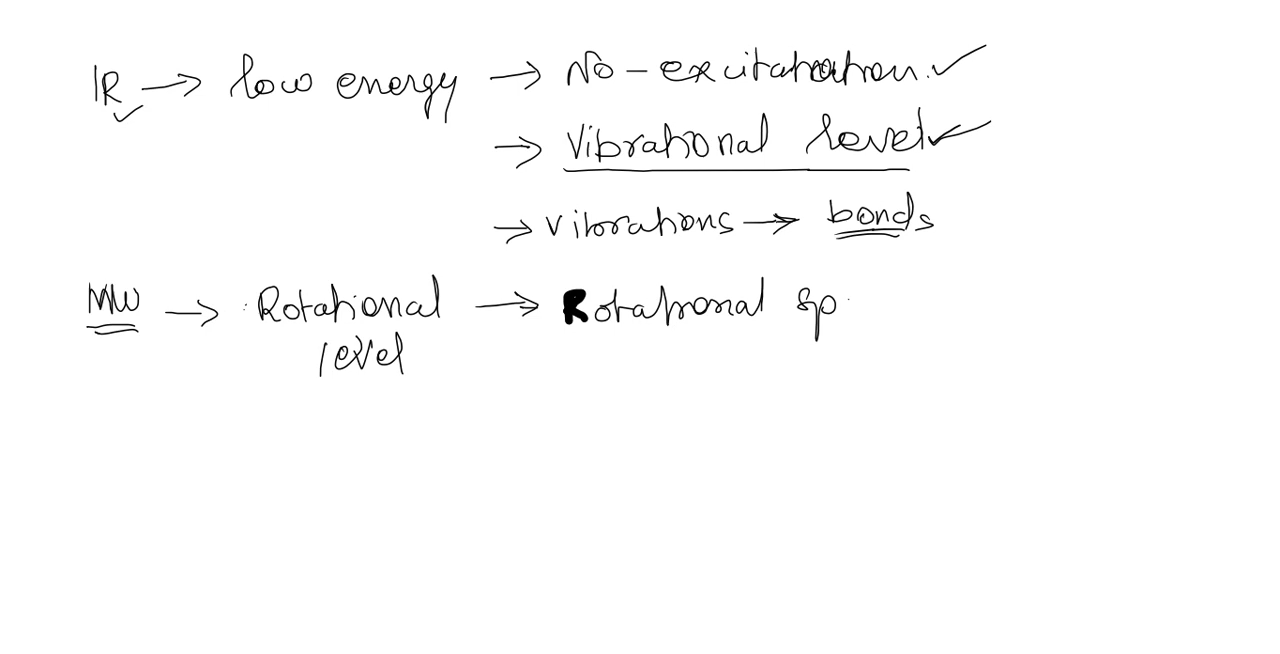 IR → low energy → No - excitation.✓
→ Vibrational level✓
→ vibrations → bonds
MW → Rotational → Rotational sp
level